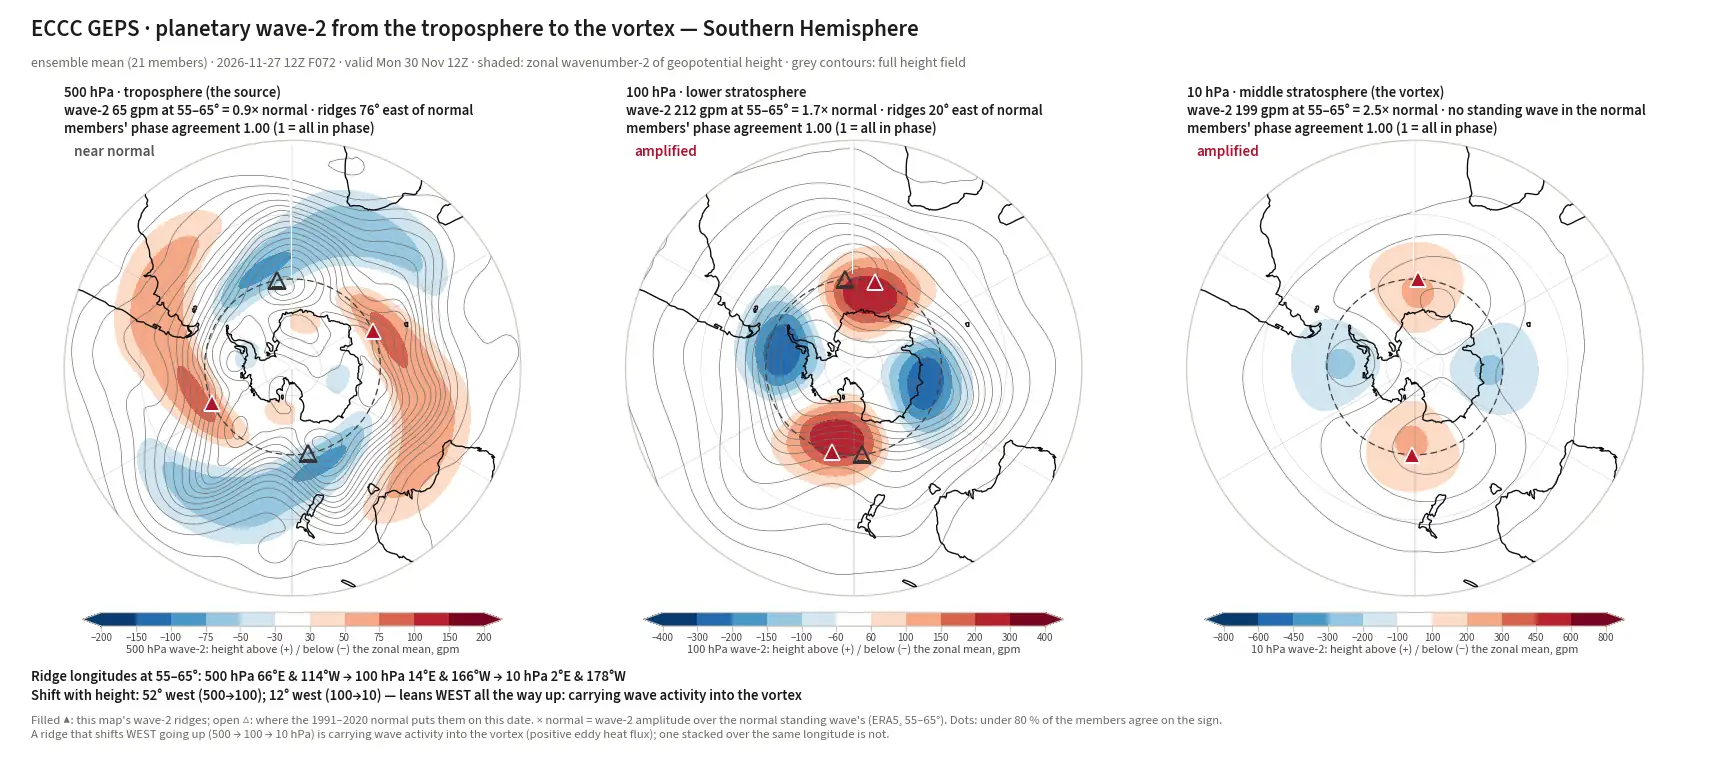 ECCC GEPS · planetary wave-2 from the troposphere to the vortex — Southern Hemisphere
ensemble mean (21 members) · 2026-11-27 12Z F072 · valid Mon 30 Nov 12Z · shaded: zonal wavenumber-2 of geopotential height · grey contours: full height field
500 hPa · troposphere (the source)
wave-2 65 gpm at 55–65° = 0.9× normal · ridges 76° east of normal
members' phase agreement 1.00 (1 = all in phase)
near normal
100 hPa · lower stratosphere
wave-2 212 gpm at 55–65° = 1.7× normal · ridges 20° east of normal
members' phase agreement 1.00 (1 = all in phase)
amplified
10 hPa · middle stratosphere (the vortex)
wave-2 199 gpm at 55–65° = 2.5× normal · no standing wave in the normal
members' phase agreement 1.00 (1 = all in phase)
amplified
−200 −150 −100 −75 −50 −30 30 50 75 100 150 200
500 hPa wave-2: height above (+) / below (−) the zonal mean, gpm
−400 −300 −200 −150 −100 −60 60 100 150 200 300 400
100 hPa wave-2: height above (+) / below (−) the zonal mean, gpm
−800 −600 −450 −300 −200 −100 100 200 300 450 600 800
10 hPa wave-2: height above (+) / below (−) the zonal mean, gpm
Ridge longitudes at 55–65°: 500 hPa 66°E & 114°W → 100 hPa 14°E & 166°W → 10 hPa 2°E & 178°W
Shift with height: 52° west (500→100); 12° west (100→10) — leans WEST all the way up: carrying wave activity into the vortex
Filled ▲: this map's wave-2 ridges; open △: where the 1991–2020 normal puts them on this date. × normal = wave-2 amplitude over the normal standing wave's (ERA5, 55–65°). Dots: under 80 % of the members agree on the sign.
A ridge that shifts WEST going up (500 → 100 → 10 hPa) is carrying wave activity into the vortex (positive eddy heat flux); one stacked over the same longitude is not.